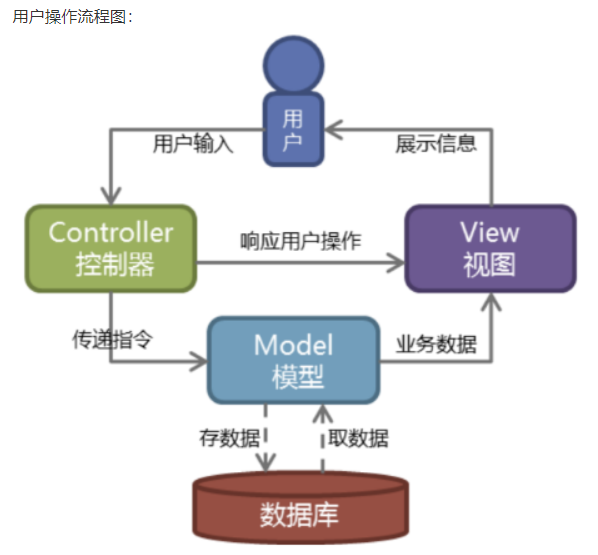 用户操作流程图：
用
户
用户输入
展示信息
Controller
控制器
响应用户操作
View
视图
传递指令
Model
模型
业务数据
存数据
取数据
数据库